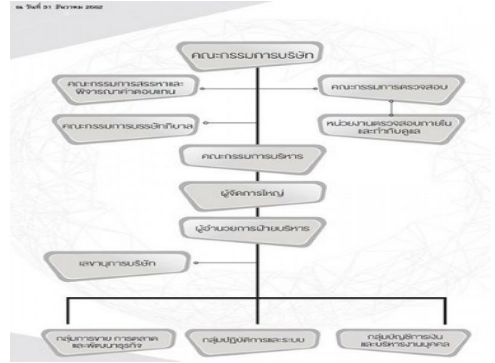 ณ วันที่ 31 ธันวาคม 2562
คณะกรรมการบริษัท
คณะกรรมการสรรหาและ
พิจารณาค่าตอบแทน
คณะกรรมการตรวจสอบ
คณะกรรมการบรรษัทภิบาล
หน่วยงานตรวจสอบภายใน
และกำกับดูแล
คณะกรรมการบริหาร
ผู้จัดการใหญ่
ผู้อำนวยการฝ่ายบริหาร
เลขานุการบริษัท
กลุ่มการขาย การตลาด
และพัฒนาธุรกิจ
กลุ่มปฏิบัติการและระบบ
กลุ่มบัญชีการเงิน
และบริหารงานบุคคล